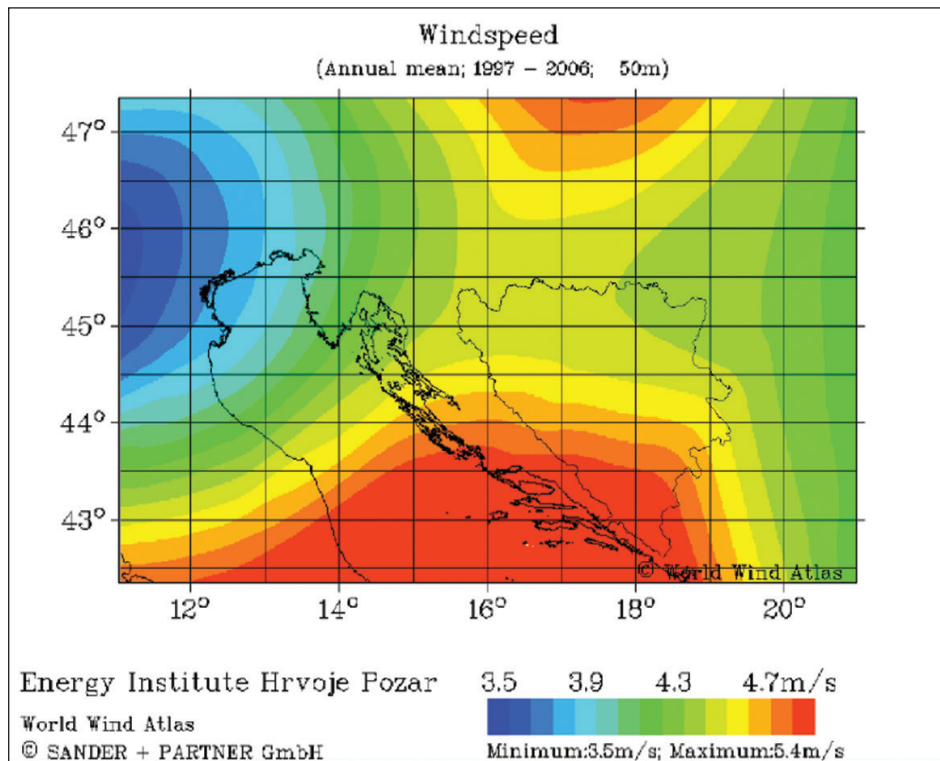 Windspeed
(Annual mean; 1997 - 2006; 50m)
47°
46°
45°
44°
43°
© World Wind Atlas
12° 14° 16° 18° 20°
Energy Institute Hrvoje Pozar 3.5 3.9 4.3 4.7m/s
World Wind Atlas
© SANDER + PARTNER GmbH Minimum:3.5m/s; Maximum:5.4m/s